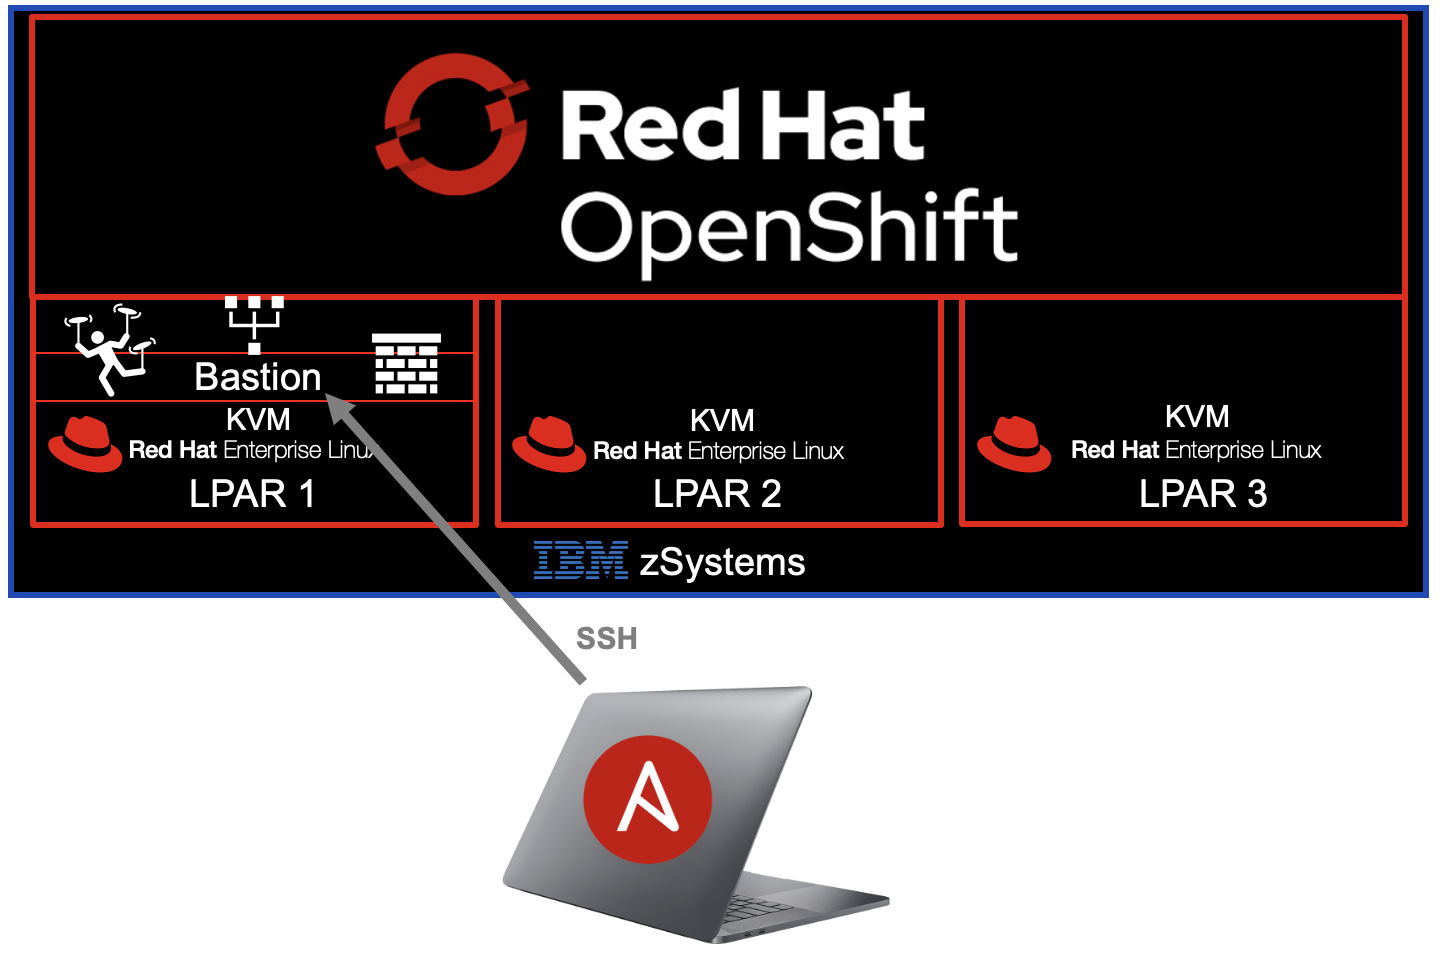 Red Hat
OpenShift
Bastion
KVM
Red Hat Enterprise Linux
LPAR 1
KVM
Red Hat Enterprise Linux
LPAR 2
KVM
Red Hat Enterprise Linux
LPAR 3
IBM zSystems
SSH